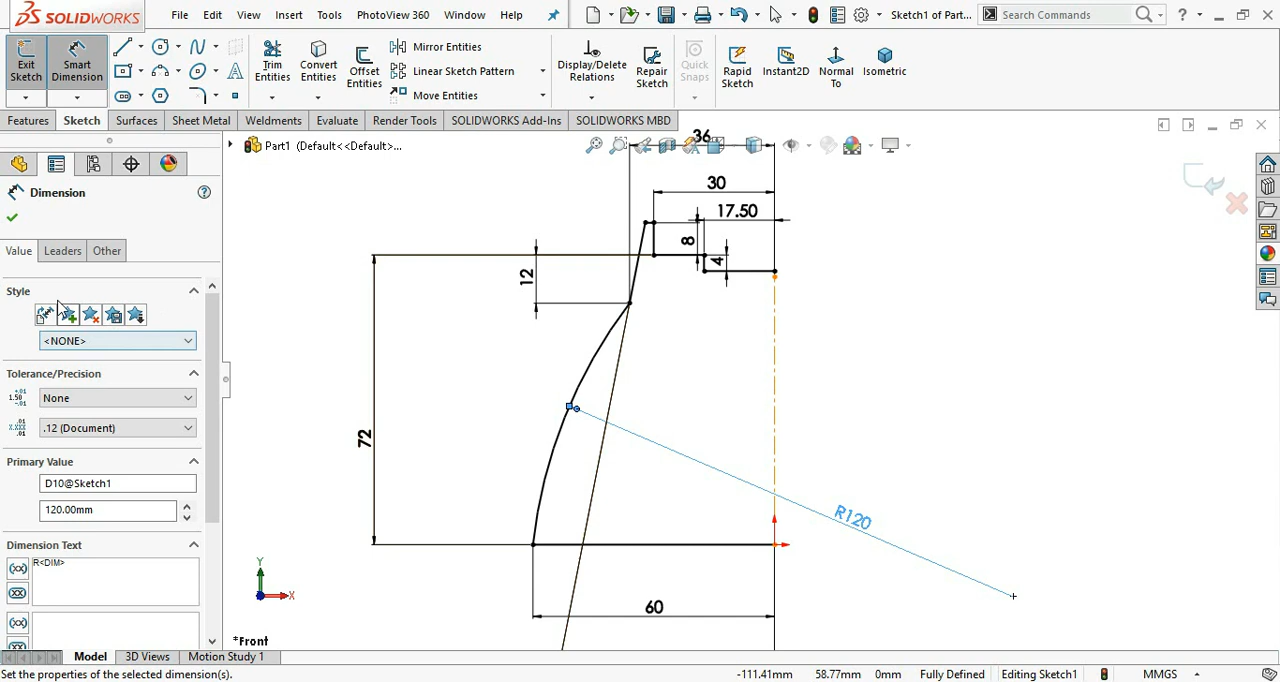 SOLIDWORKS File Edit View Insert Tools PhotoView 360 Window Help Sketch1 of Part... Search Commands ?
Exit Sketch
Smart Dimension
Trim Entities
Convert Entities
Offset Entities
Mirror Entities
Linear Sketch Pattern
Move Entities
Display/Delete Relations
Repair Sketch
Quick Snaps
Rapid Sketch
Instant2D
Normal To
Isometric
Features Sketch Surfaces Sheet Metal Weldments Evaluate Render Tools SOLIDWORKS Add-Ins SOLIDWORKS MBD
Part1 (Default<<Default>...
Dimension
Value Leaders Other
Style
<NONE>
Tolerance/Precision
None
.12 (Document)
Primary Value
D10@Sketch1
120.00mm
Dimension Text
R<DIM>
36
30
17.50
8
4
12
72
R120
60
Y
X
*Front
Model 3D Views Motion Study 1
Set the properties of the selected dimension(s). -111.41mm 58.77mm 0mm Fully Defined Editing Sketch1 MMGS